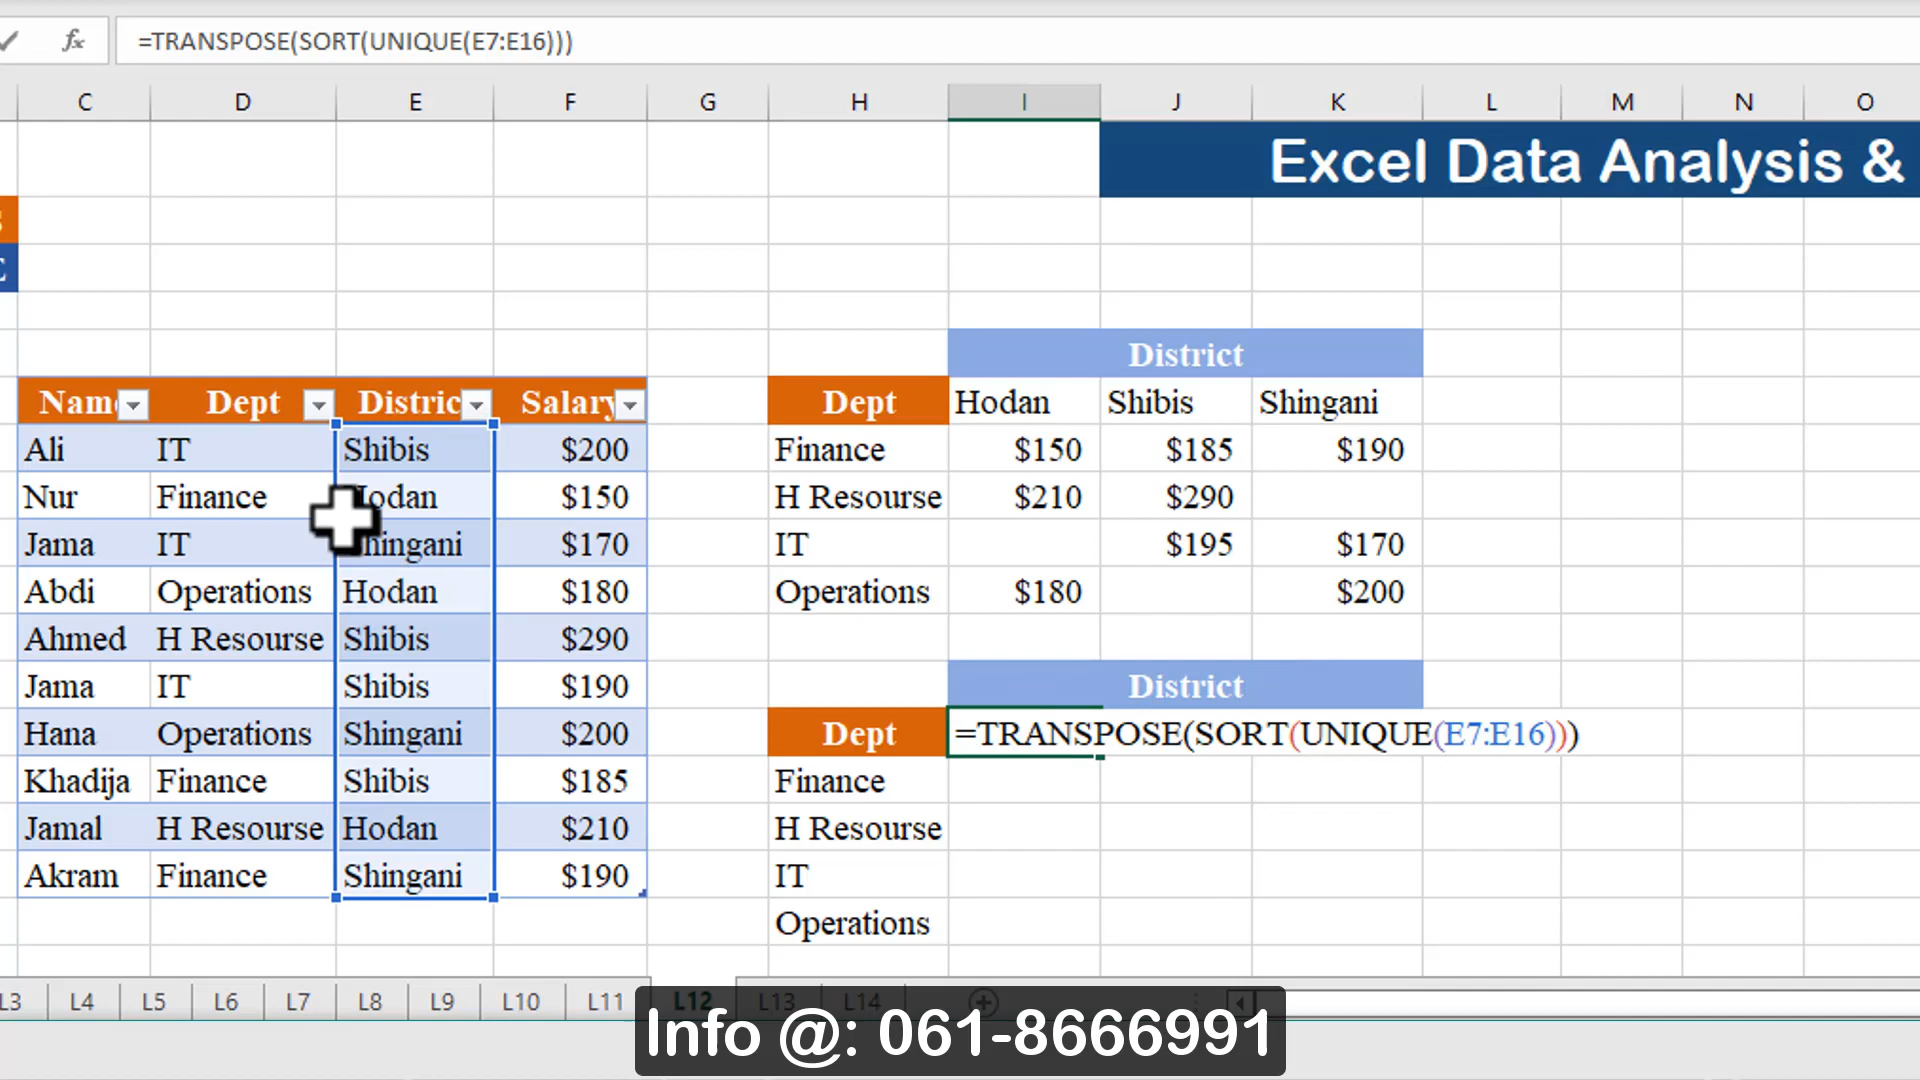 fx =TRANSPOSE(SORT(UNIQUE(E7:E16)))
C D E F G H I J K L M N O
Excel Data Analysis &
District
Dept Hodan Shibis Shingani
Finance $150 $185 $190
H Resourse $210 $290
IT $195 $170
Operations $180 $200
Name Dept Distric Salary
Ali IT Shibis $200
Nur Finance Hodan $150
Jama IT Shingani $170
Abdi Operations Hodan $180
Ahmed H Resourse Shibis $290
Jama IT Shibis $190
Hana Operations Shingani $200
Khadija Finance Shibis $185
Jamal H Resourse Hodan $210
Akram Finance Shingani $190
District
Dept =TRANSPOSE(SORT(UNIQUE(E7:E16)))
Finance
H Resourse
IT
Operations
L3 L4 L5 L6 L7 L8 L9 L10 L11 L12 L13 L14
Info @: 061-8666991